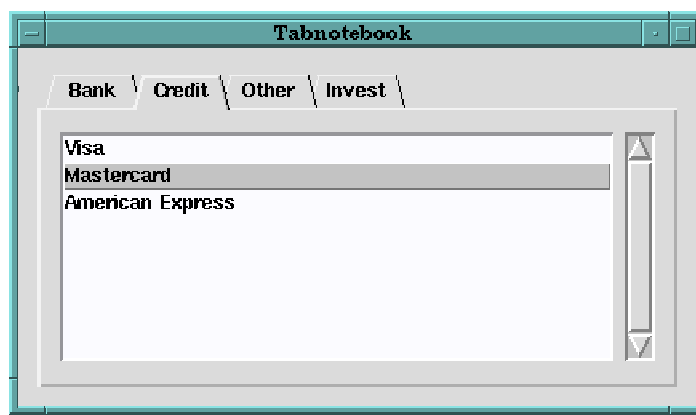 Tabnotebook
Bank Credit Other Invest
Visa
Mastercard
American Express